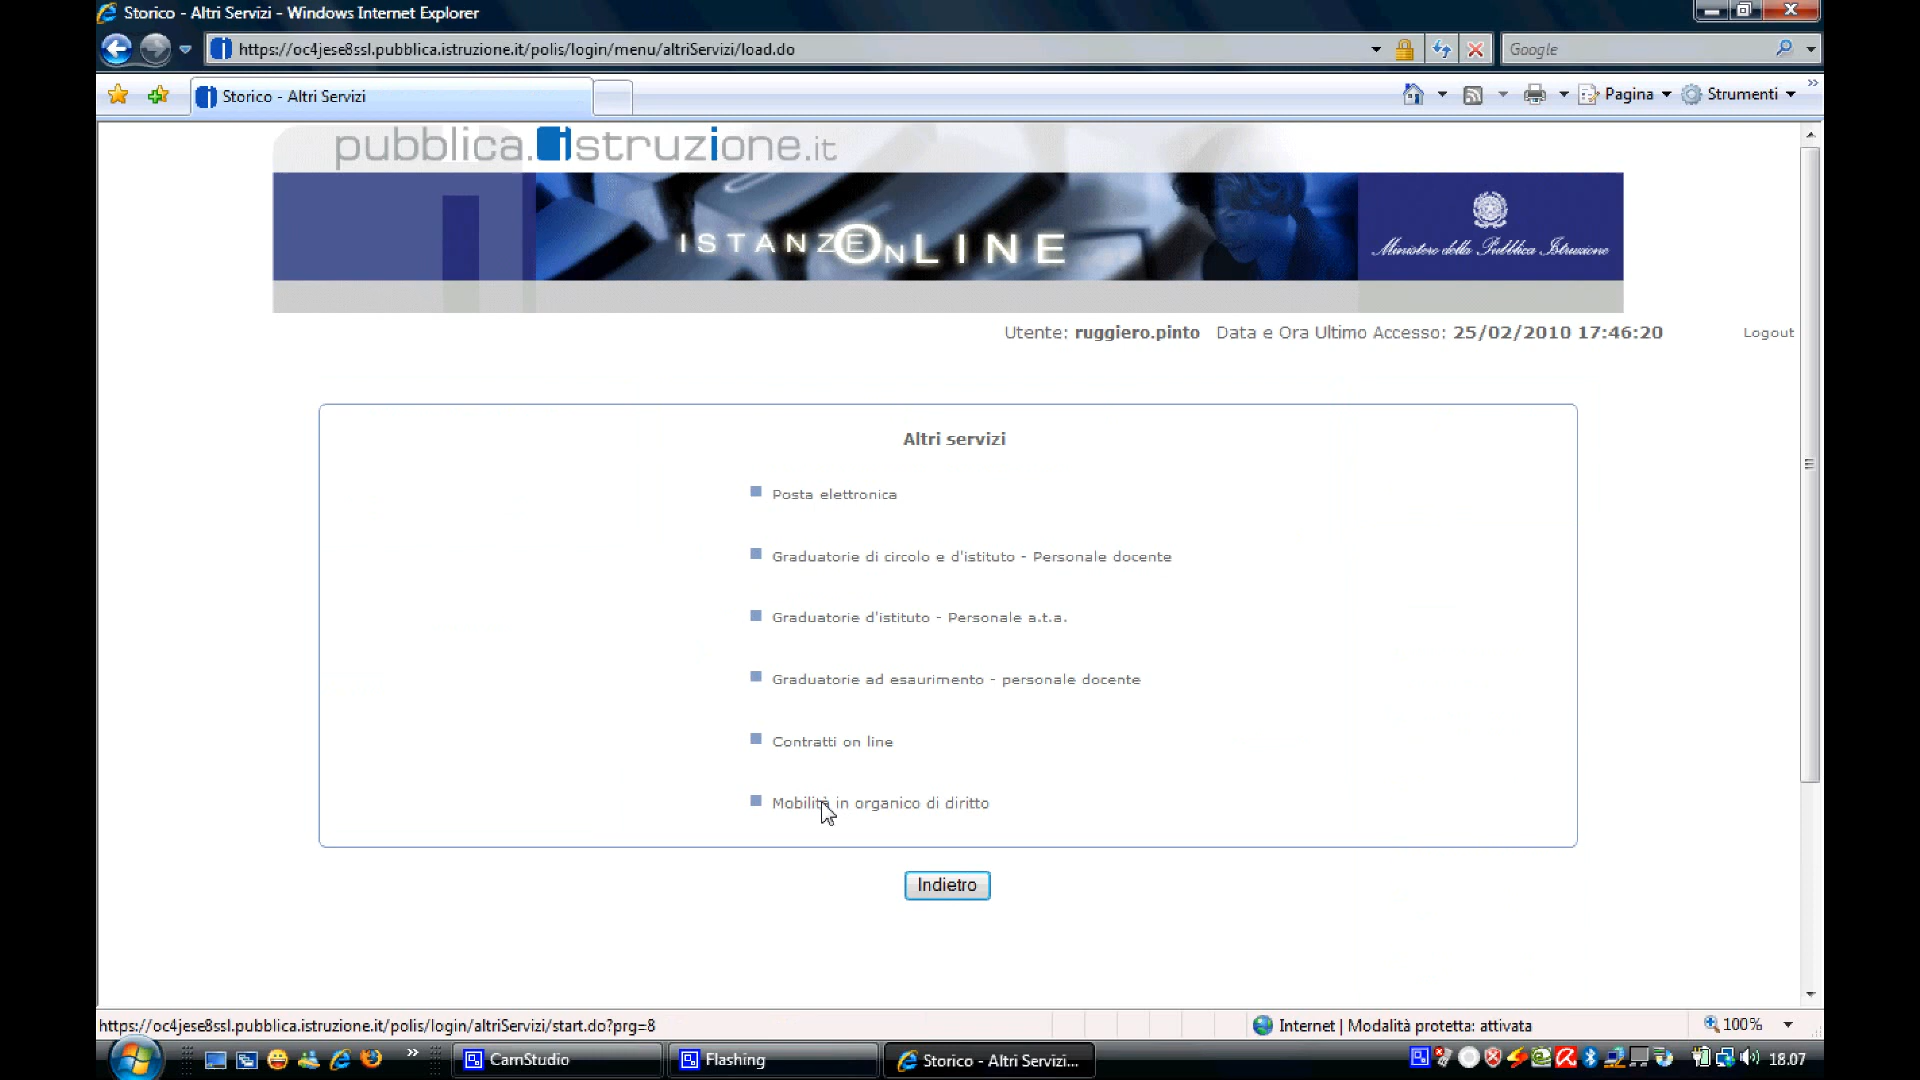 Storico - Altri Servizi - Windows Internet Explorer
https://oc4jese8ssl.pubblica.istruzione.it/polis/login/menu/altriServizi/load.do
Google
Storico - Altri Servizi
Pagina
Strumenti
pubblica.istruzione.it
ISTANZE ON LINE
Ministero della Pubblica Istruzione
Utente: ruggiero.pinto Data e Ora Ultimo Accesso: 25/02/2010 17:46:20
Logout
Altri servizi
Posta elettronica
Graduatorie di circolo e d'istituto - Personale docente
Graduatorie d'istituto - Personale a.t.a.
Graduatorie ad esaurimento - personale docente
Contratti on line
Mobilità in organico di diritto
Indietro
https://oc4jese8ssl.pubblica.istruzione.it/polis/login/altriServizi/start.do?prg=8
Internet | Modalità protetta: attivata
100%
CamStudio
Flashing
Storico - Altri Servizi...
18.07